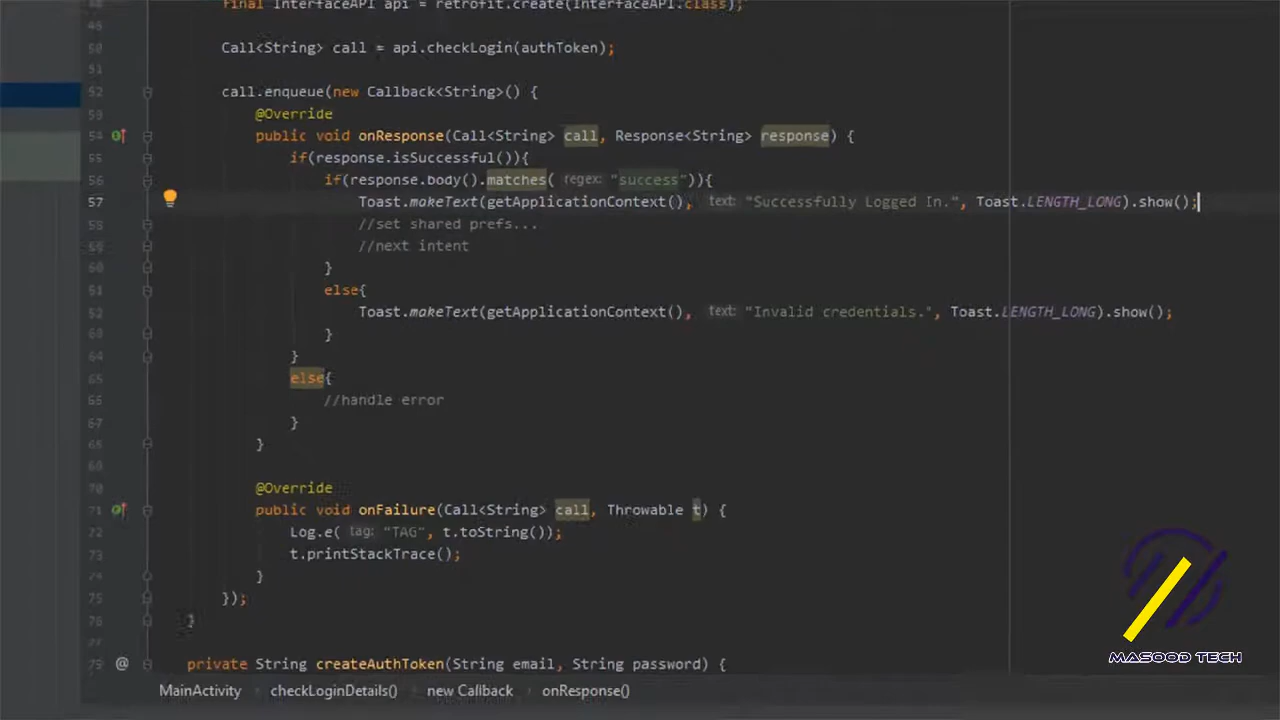 final InterfaceAPI api = retrofit.create(InterfaceAPI.class);
50 Call<String> call = api.checkLogin(authToken);
51
52 call.enqueue(new Callback<String>() {
53 @Override
54 public void onResponse(Call<String> call, Response<String> response) {
55 if(response.isSuccessful()){
56 if(response.body().matches( regex: "success")){
57 Toast.makeText(getApplicationContext(), text: "Successfully Logged In.", Toast.LENGTH_LONG).show();
58 //set shared prefs...
59 //next intent
60 }
61 else{
62 Toast.makeText(getApplicationContext(), text: "Invalid credentials.", Toast.LENGTH_LONG).show();
63 }
64 }
65 else{
66 //handle error
67 }
68 }
69
70 @Override
71 public void onFailure(Call<String> call, Throwable t) {
72 Log.e( tag: "TAG", t.toString());
73 t.printStackTrace();
74 }
75 });
76 }
77
79 @ private String createAuthToken(String email, String password) {
MainActivity checkLoginDetails() new Callback onResponse()
MASOOD TECH